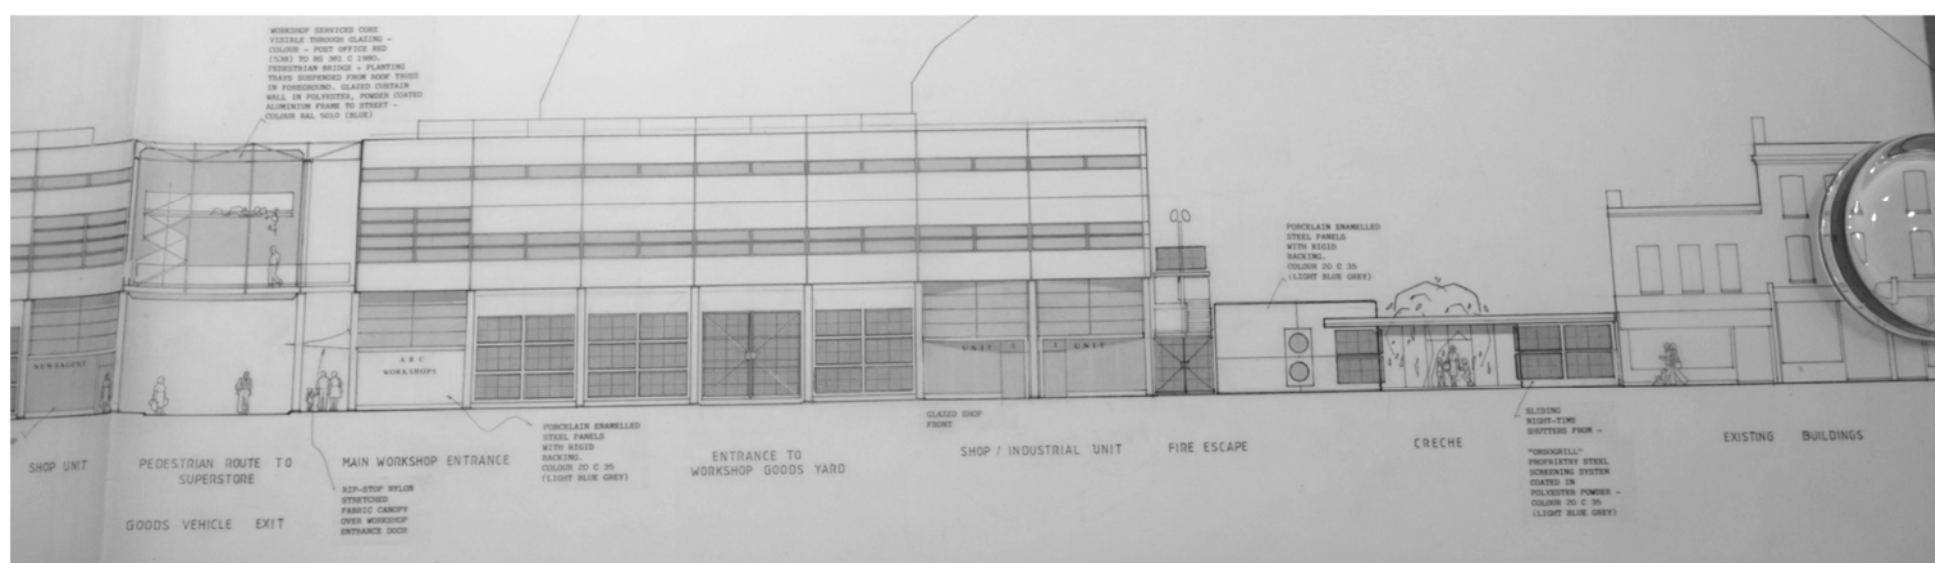 WORKSHOP SERVICES CORE
VISIBLE THROUGH GLAZING -
COLOUR - POST OFFICE RED
(538) TO BS 381 C 1980.
PEDESTRIAN BRIDGE + PLANTING
TRAYS SUSPENDED FROM ROOF TRUSS
IN FOREGROUND. GLAZED CURTAIN
WALL IN POLYESTER, POWDER COATED
ALUMINIUM FRAME TO STREET -
COLOUR RAL 5010 (BLUE)
PORCELAIN ENAMELLED
STEEL PANELS
WITH RIGID
BACKING.
COLOUR 20 C 35
(LIGHT BLUE GREY)
NEWSAGENT
ABC
WORKSHOPS
UNIT
UNIT
SHOP UNIT
PEDESTRIAN ROUTE TO
SUPERSTORE
GOODS VEHICLE EXIT
MAIN WORKSHOP ENTRANCE
RIP-STOP NYLON
STRETCHED
FABRIC CANOPY
OVER WORKSHOP
ENTRANCE DOOR
PORCELAIN ENAMELLED
STEEL PANELS
WITH RIGID
BACKING.
COLOUR 20 C 35
(LIGHT BLUE GREY)
ENTRANCE TO
WORKSHOP GOODS YARD
GLAZED SHOP
FRONT
SHOP / INDUSTRIAL UNIT
FIRE ESCAPE
CRECHE
SLIDING
NIGHT-TIME
SHUTTERS FROM -
"ORSOGRILL"
PROPRIETRY STEEL
SCREENING SYSTEM
COATED IN
POLYESTER POWDER -
COLOUR 20 C 35
(LIGHT BLUE GREY)
EXISTING BUILDINGS